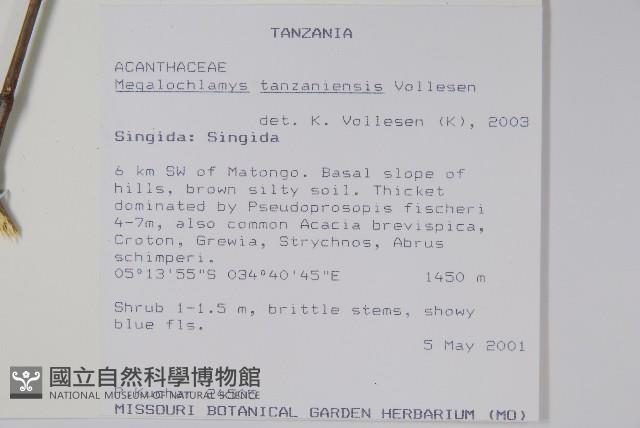 TANZANIA
ACANTHACEAE
Megalochlamys tanzaniensis Vollesen
det. K. Vollesen (K), 2003
Singida: Singida
6 km SW of Matongo. Basal slope of
hills, brown silty soil. Thicket
dominated by Pseudoprosopis fischeri
4-7m, also common Acacia brevispica,
Croton, Grewia, Strychnos, Abrus
schimperi.
05°13'55"S 034°40'45"E 1450 m
Shrub 1-1.5 m, brittle stems, showy
blue fls.
5 May 2001
國立自然科學博物館
NATIONAL MUSEUM OF NATURAL SCIENCE
MISSOURI BOTANICAL GARDEN HERBARIUM (MO)